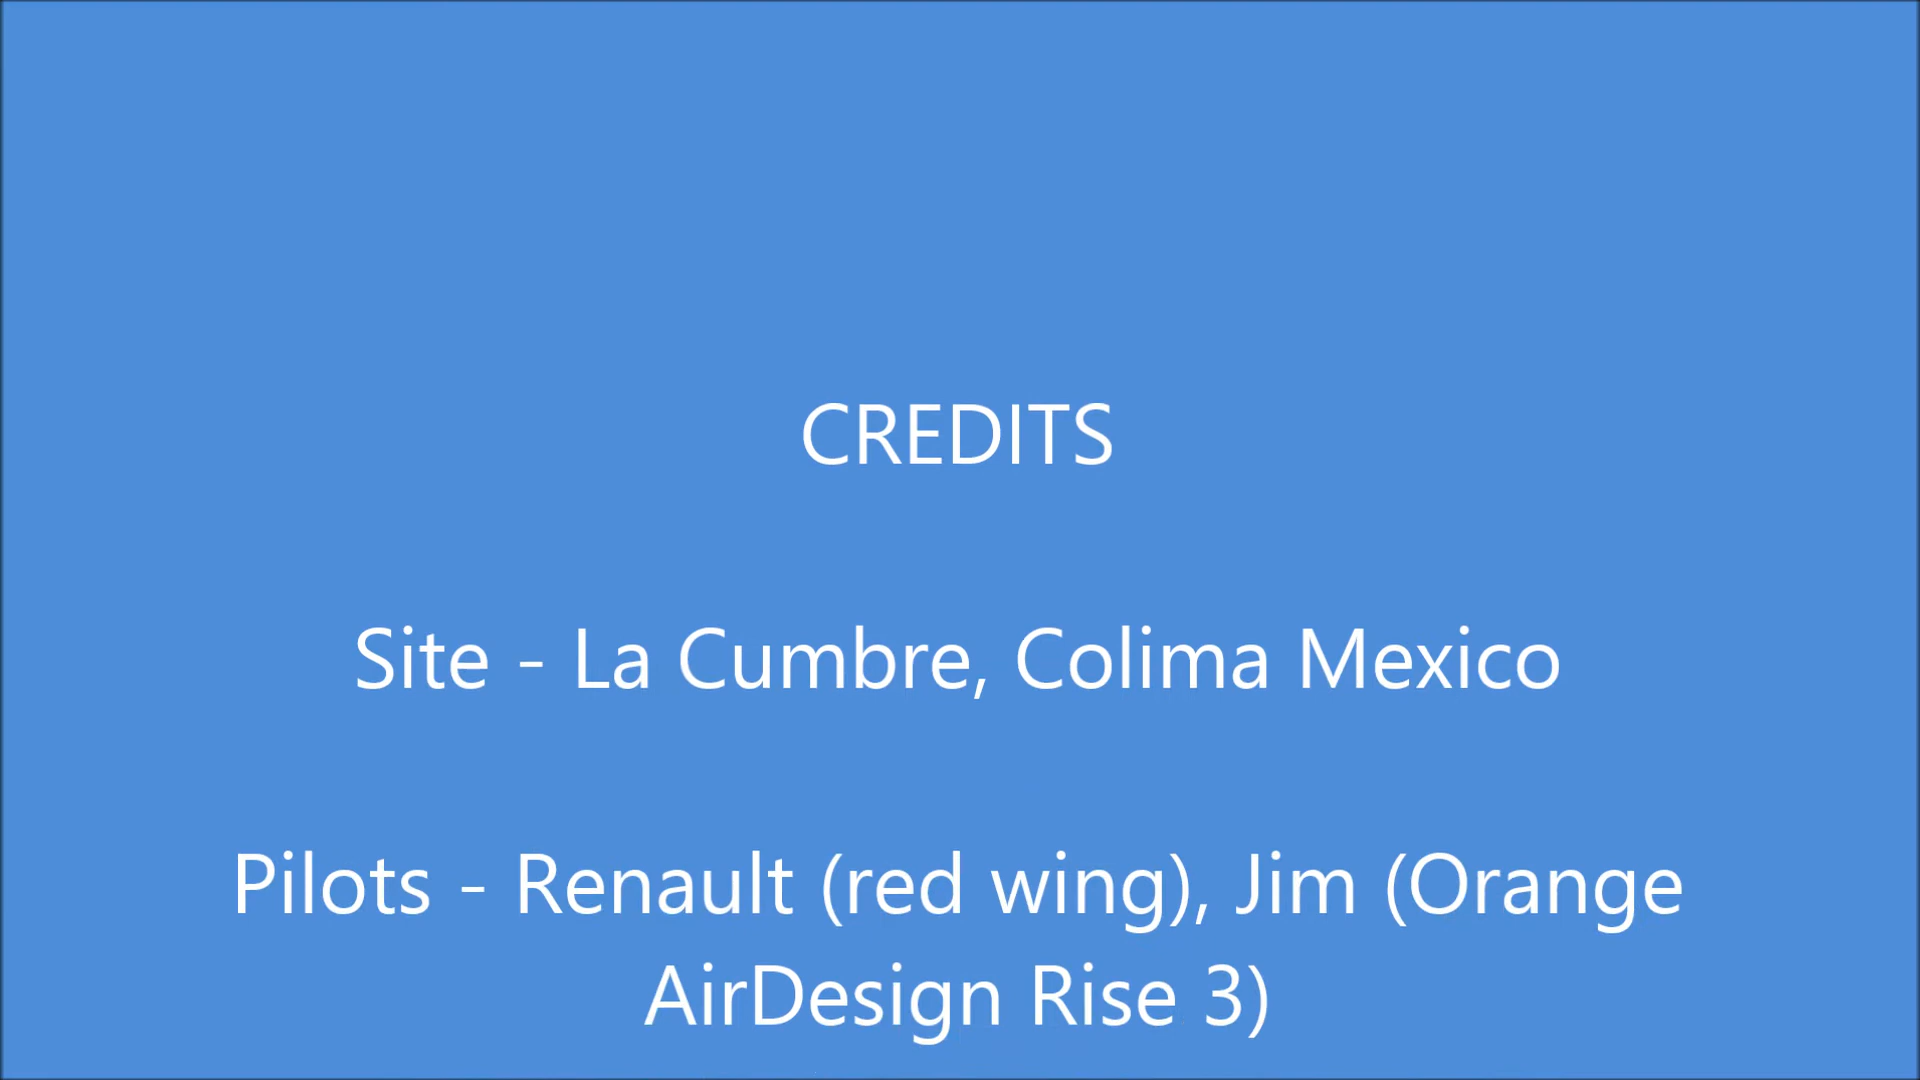 CREDITS
Site - La Cumbre, Colima Mexico
Pilots - Renault (red wing), Jim (Orange
AirDesign Rise 3)